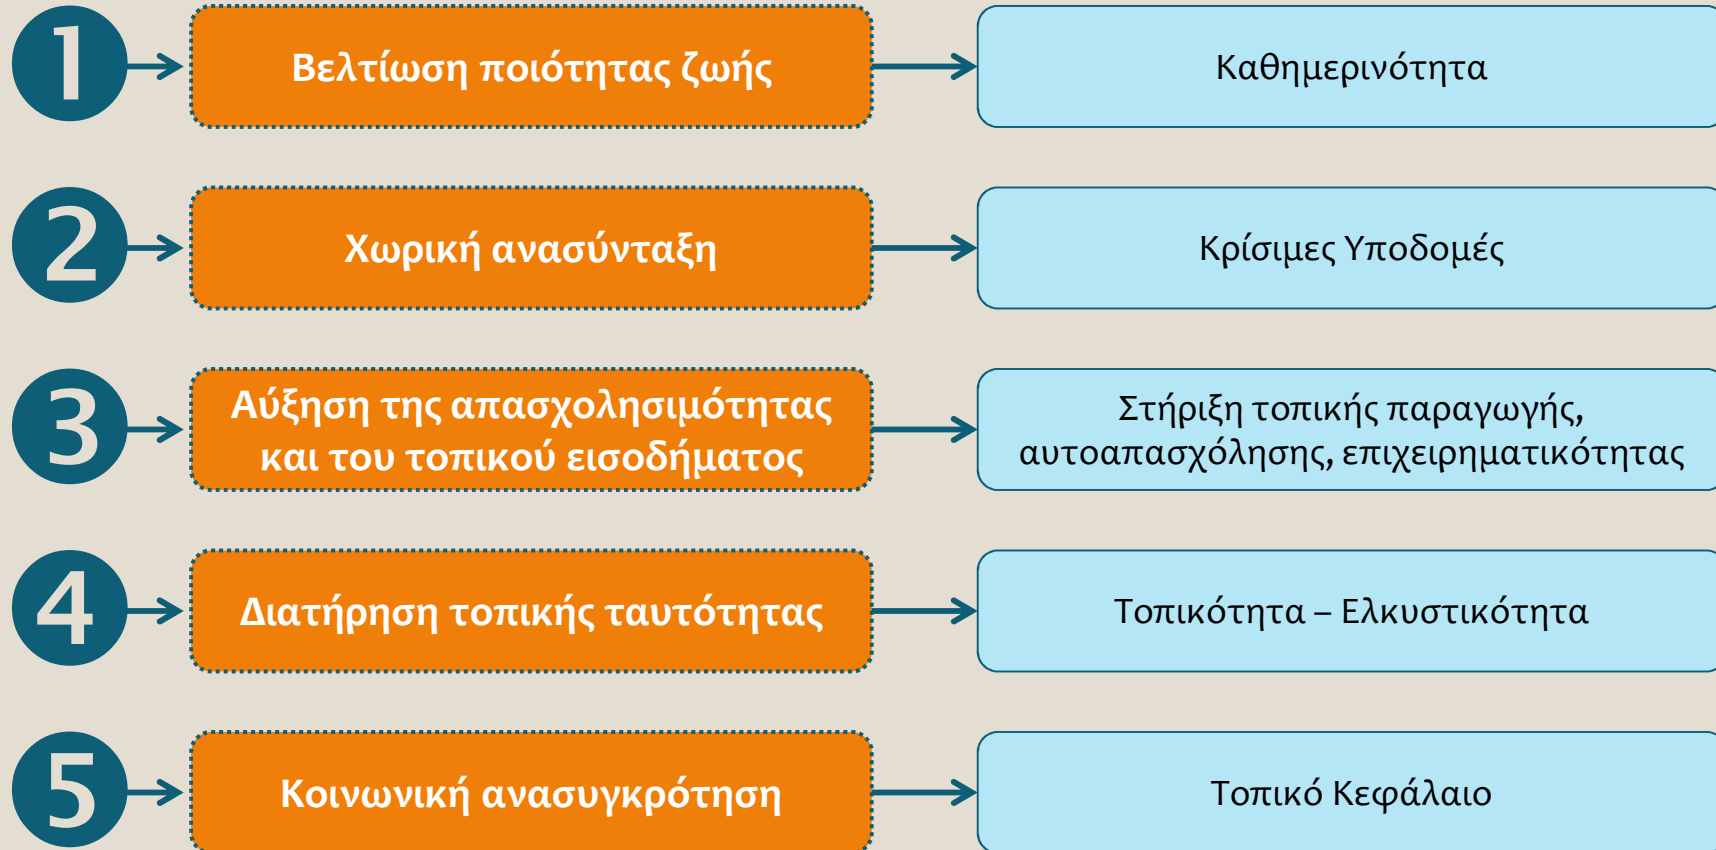 1
Βελτίωση ποιότητας ζωής
Καθημερινότητα
2
Χωρική ανασύνταξη
Κρίσιμες Υποδομές
3
Αύξηση της απασχολησιμότητας
και του τοπικού εισοδήματος
Στήριξη τοπικής παραγωγής,
αυτοαπασχόλησης, επιχειρηματικότητας
4
Διατήρηση τοπικής ταυτότητας
Τοπικότητα – Ελκυστικότητα
5
Κοινωνική ανασυγκρότηση
Τοπικό Κεφάλαιο